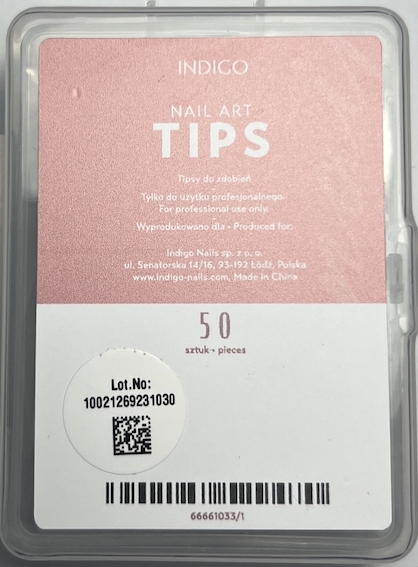 INDIGO
NAIL ART
TIPS
Tipsy do zdobień
Tylko do użytku profesjonalnego.
For professional use only.
Wyprodukowano dla • Produced for:
Indigo Nails sp. z o. o.
ul. Senatorska 14/16, 93-192 Łódź, Polska
www.indigo-nails.com, Made in China
50
sztuk • pieces
Lot.No:
10021269231030
66661033/1